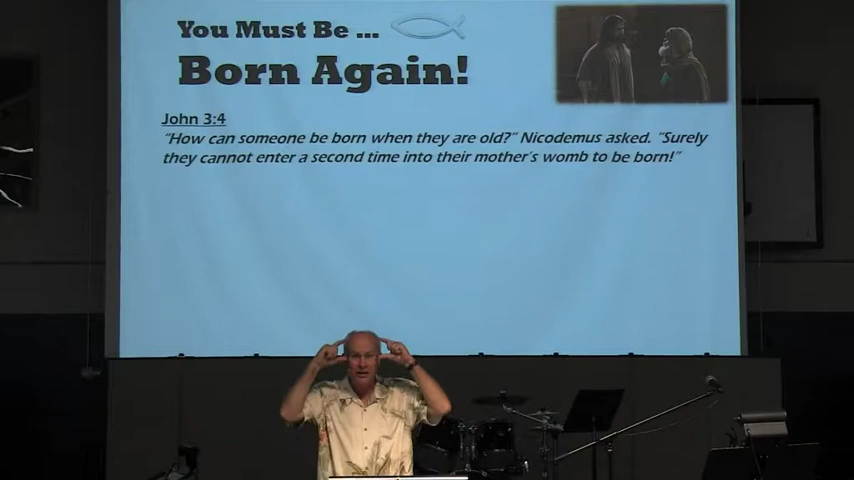 You Must Be ...
Born Again!
John 3:4
"How can someone be born when they are old?" Nicodemus asked. "Surely
they cannot enter a second time into their mother's womb to be born!"